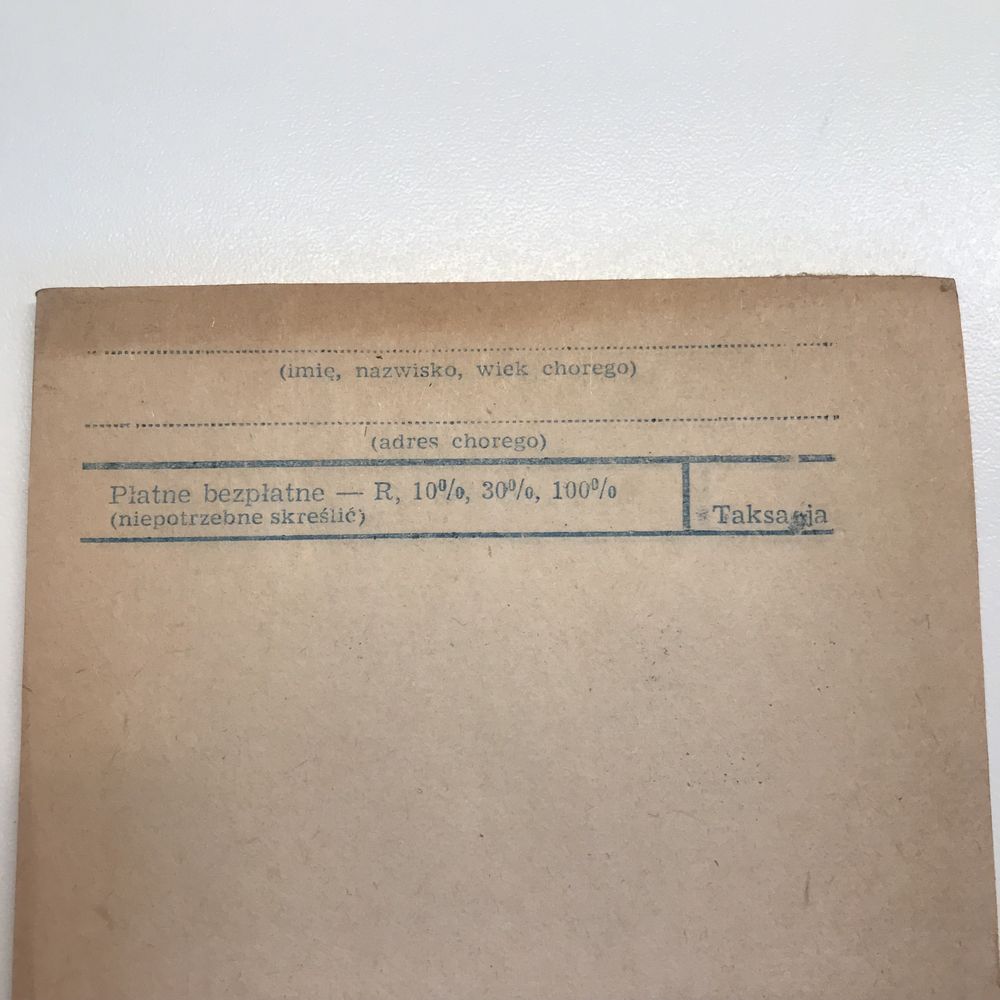 (imię, nazwisko, wiek chorego)
(adres chorego)
Płatne bezpłatne — R, 10%, 30%, 100%
(niepotrzebne skreślić)
Taksacja